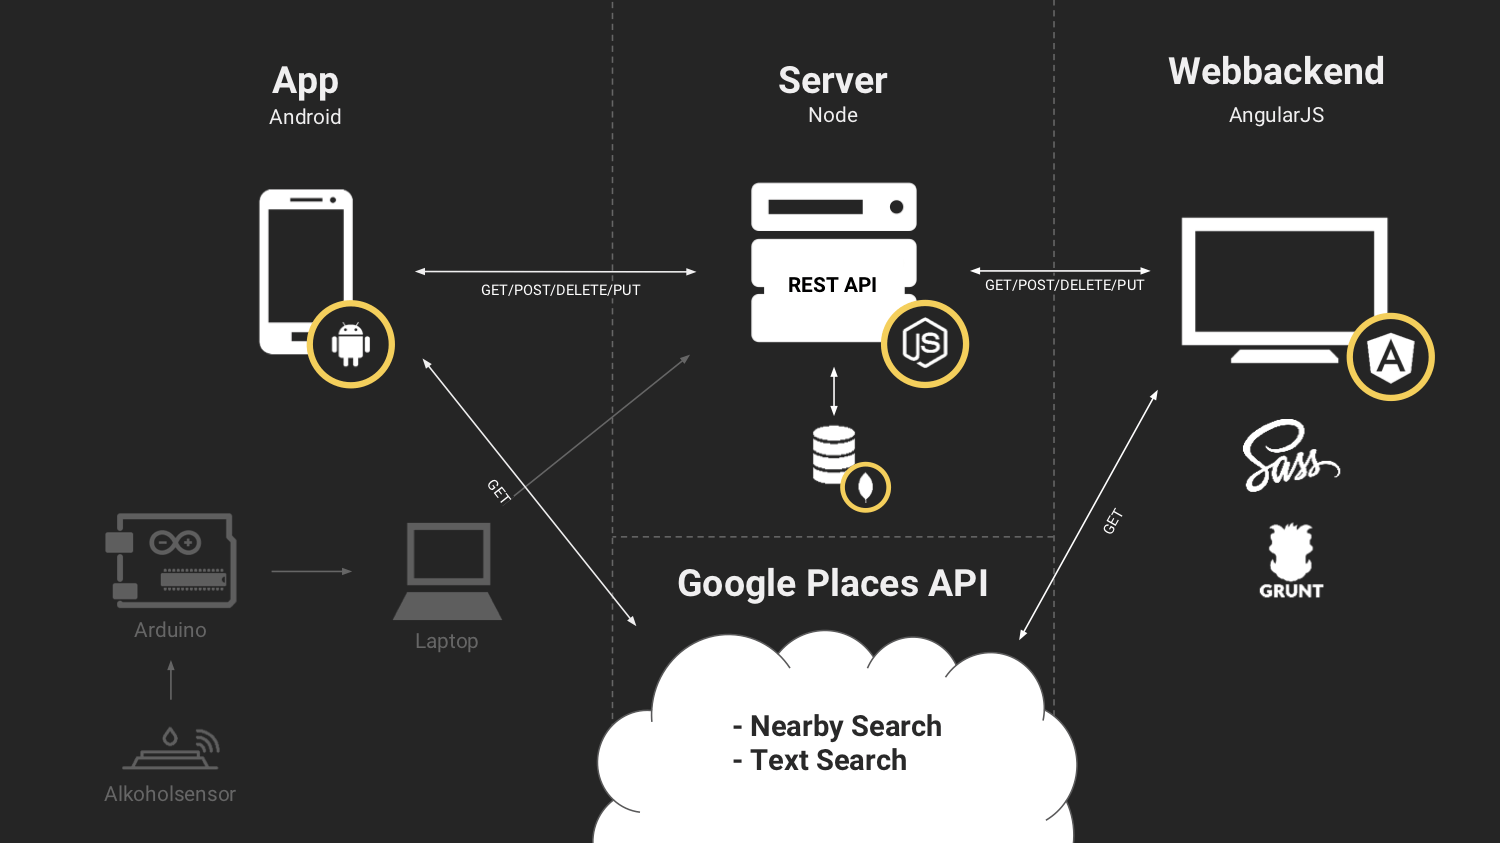 App
Android
Server
Node
Webbackend
AngularJS
REST API
GET/POST/DELETE/PUT
GET/POST/DELETE/PUT
JS
A
GET
GET
Sass
GRUNT
Arduino
Laptop
Alkoholsensor
Google Places API
- Nearby Search
- Text Search